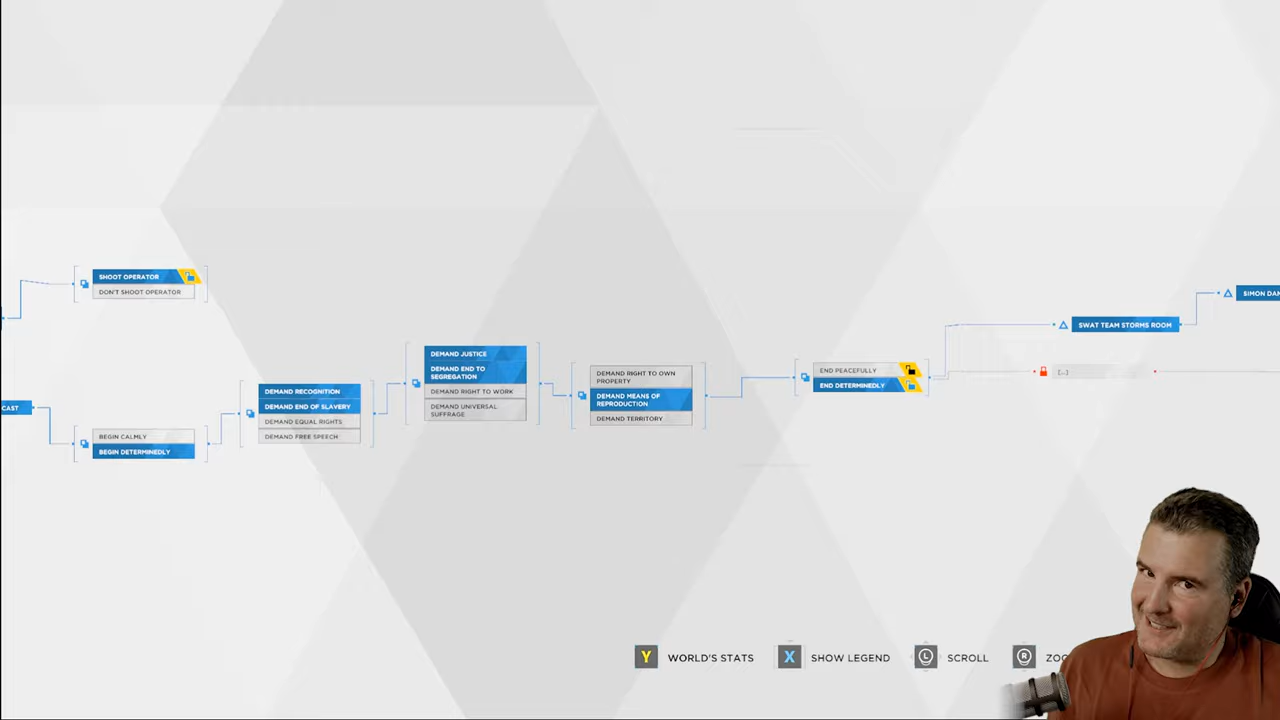 SHOOT OPERATOR
DON'T SHOOT OPERATOR
CAST
BEGIN CALMLY
BEGIN DETERMINEDLY
DEMAND RECOGNITION
DEMAND END OF SLAVERY
DEMAND EQUAL RIGHTS
DEMAND FREE SPEECH
DEMAND JUSTICE
DEMAND END TO
SEGREGATION
DEMAND RIGHT TO WORK
DEMAND UNIVERSAL
SUFFRAGE
DEMAND RIGHT TO OWN
PROPERTY
DEMAND MEANS OF
REPRODUCTION
DEMAND TERRITORY
END PEACEFULLY
END DETERMINEDLY
SWAT TEAM STORMS ROOM
[...]
SIMON DAN
Y WORLD'S STATS X SHOW LEGEND L SCROLL R ZOO